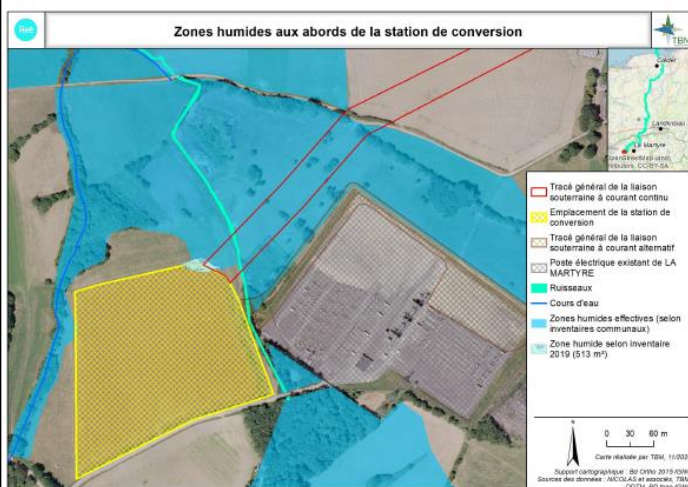 Zones humides aux abords de la station de conversion
TBM
Landerneau
La Martyre
Tracé général de la liaison
souterraine à courant continu
Emplacement de la station de
conversion
Tracé général de la liaison
souterraine à courant alternatif
Poste électrique existant de LA
MARTYRE
Ruisseaux
Cours d'eau
Zones humides effectives (selon
inventaires communaux)
Zone humide selon inventaire
2019 (513 m²)
0 30 60 m
Carte réalisée par TBM, 11/202
Support cartographique : Bd Ortho 2015
Sources des données : NICOLAS et associés, TBM